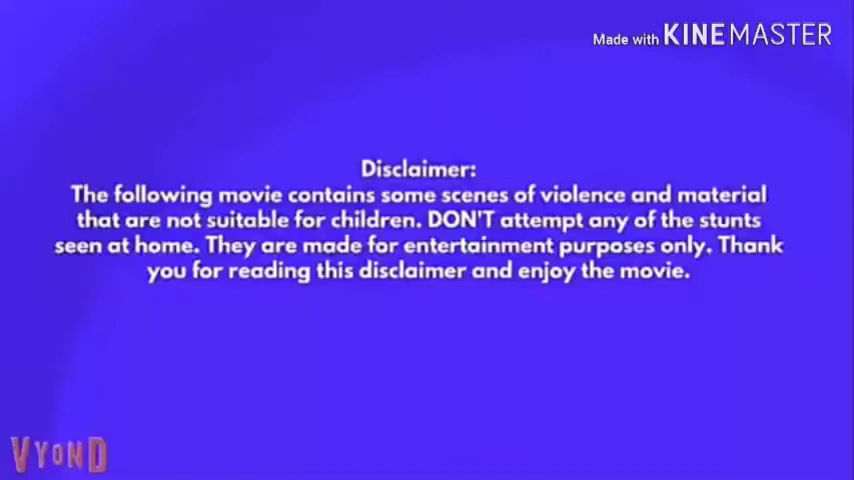 Made with KINEMASTER
Disclaimer:
The following movie contains some scenes of violence and material
that are not suitable for children. DON'T attempt any of the stunts
seen at home. They are made for entertainment purposes only. Thank
you for reading this disclaimer and enjoy the movie.
VYOND